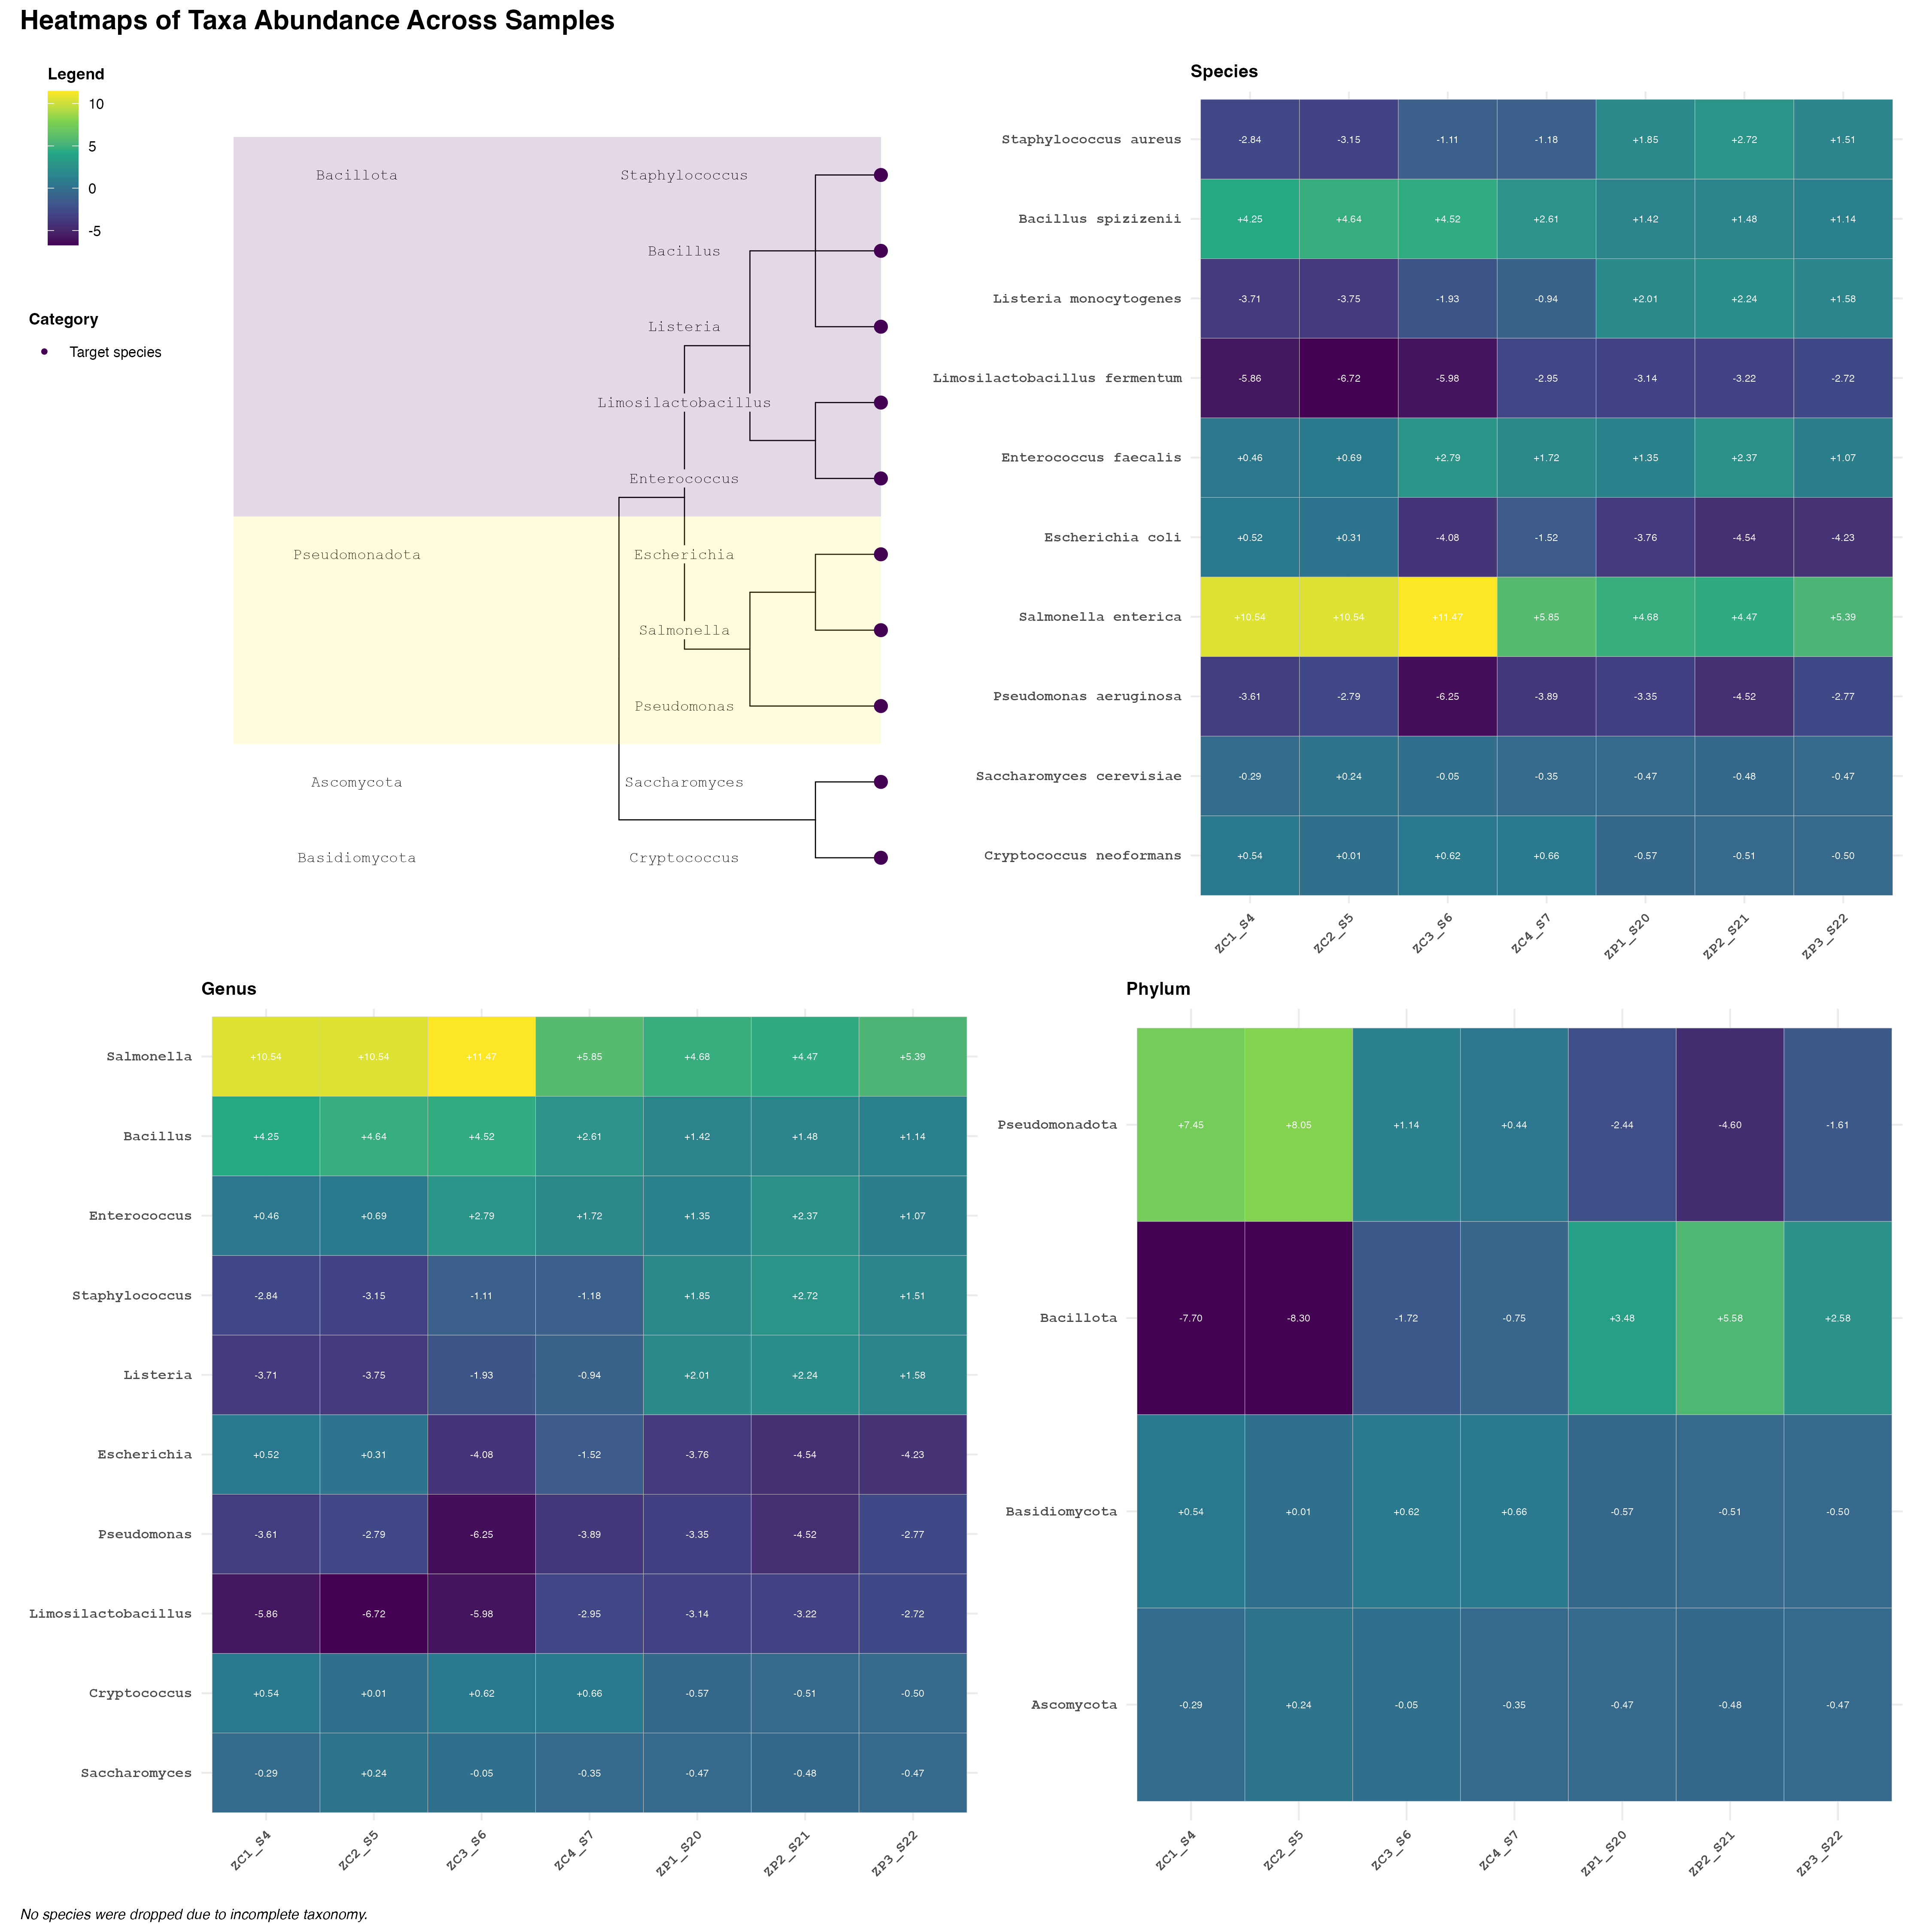 Heatmaps of Taxa Abundance Across Samples
Legend
10
5
0
-5
Category
Target species
Bacillota Staphylococcus
Bacillus
Listeria
Limosilactobacillus
Enterococcus
Pseudomonadota Escherichia
Salmonella
Pseudomonas
Ascomycota Saccharomyces
Basidiomycota Cryptococcus
Species
Staphylococcus aureus -2.84 -3.15 -1.11 -1.18 +1.85 +2.72 +1.51
Bacillus spizizenii +4.25 +4.64 +4.52 +2.61 +1.42 +1.48 +1.14
Listeria monocytogenes -3.71 -3.75 -1.93 -0.94 +2.01 +2.24 +1.58
Limosilactobacillus fermentum -5.86 -6.72 -5.98 -2.95 -3.14 -3.22 -2.72
Enterococcus faecalis +0.46 +0.69 +2.79 +1.72 +1.35 +2.37 +1.07
Escherichia coli +0.52 +0.31 -4.08 -1.52 -3.76 -4.54 -4.23
Salmonella enterica +10.54 +10.54 +11.47 +5.85 +4.68 +4.47 +5.39
Pseudomonas aeruginosa -3.61 -2.79 -6.25 -3.89 -3.35 -4.52 -2.77
Saccharomyces cerevisiae -0.29 +0.24 -0.05 -0.35 -0.47 -0.48 -0.47
Cryptococcus neoformans +0.54 +0.01 +0.62 +0.66 -0.57 -0.51 -0.50
ZC1_S4 ZC2_S5 ZC3_S6 ZC4_S7 ZP1_S20 ZP2_S21 ZP3_S22
Genus
Salmonella +10.54 +10.54 +11.47 +5.85 +4.68 +4.47 +5.39
Bacillus +4.25 +4.64 +4.52 +2.61 +1.42 +1.48 +1.14
Enterococcus +0.46 +0.69 +2.79 +1.72 +1.35 +2.37 +1.07
Staphylococcus -2.84 -3.15 -1.11 -1.18 +1.85 +2.72 +1.51
Listeria -3.71 -3.75 -1.93 -0.94 +2.01 +2.24 +1.58
Escherichia +0.52 +0.31 -4.08 -1.52 -3.76 -4.54 -4.23
Pseudomonas -3.61 -2.79 -6.25 -3.89 -3.35 -4.52 -2.77
Limosilactobacillus -5.86 -6.72 -5.98 -2.95 -3.14 -3.22 -2.72
Cryptococcus +0.54 +0.01 +0.62 +0.66 -0.57 -0.51 -0.50
Saccharomyces -0.29 +0.24 -0.05 -0.35 -0.47 -0.48 -0.47
ZC1_S4 ZC2_S5 ZC3_S6 ZC4_S7 ZP1_S20 ZP2_S21 ZP3_S22
Phylum
Pseudomonadota +7.45 +8.05 +1.14 +0.44 -2.44 -4.60 -1.61
Bacillota -7.70 -8.30 -1.72 -0.75 +3.48 +5.58 +2.58
Basidiomycota +0.54 +0.01 +0.62 +0.66 -0.57 -0.51 -0.50
Ascomycota -0.29 +0.24 -0.05 -0.35 -0.47 -0.48 -0.47
ZC1_S4 ZC2_S5 ZC3_S6 ZC4_S7 ZP1_S20 ZP2_S21 ZP3_S22
No species were dropped due to incomplete taxonomy.